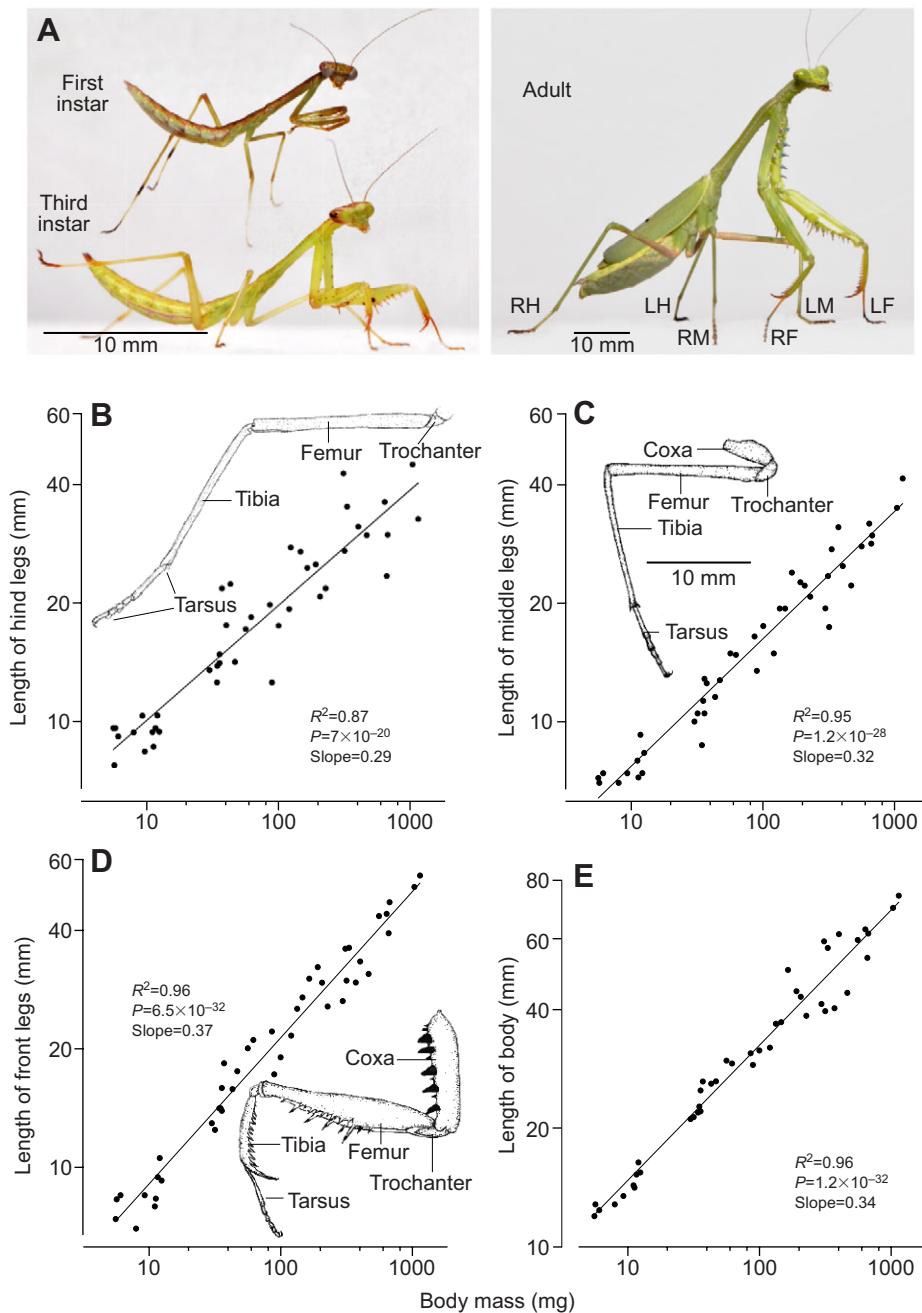 A
First
instar
Third
instar
10 mm
Adult
RH
LH
RM
RF
LM
LF
10 mm
B
Length of hind legs (mm)
60
40
20
10
Femur
Trochanter
Tibia
Tarsus
R²=0.87
P=7×10⁻²⁰
Slope=0.29
10
100
1000
C
Length of middle legs (mm)
60
40
20
10
Coxa
Femur
Trochanter
Tibia
10 mm
Tarsus
R²=0.95
P=1.2×10⁻²⁸
Slope=0.32
10
100
1000
D
Length of front legs (mm)
60
40
20
10
R²=0.96
P=6.5×10⁻³²
Slope=0.37
Coxa
Tibia
Femur
Trochanter
Tarsus
10
100
1000
E
Length of body (mm)
80
40
20
10
R²=0.96
P=1.2×10⁻³²
Slope=0.34
10
100
1000
Body mass (mg)